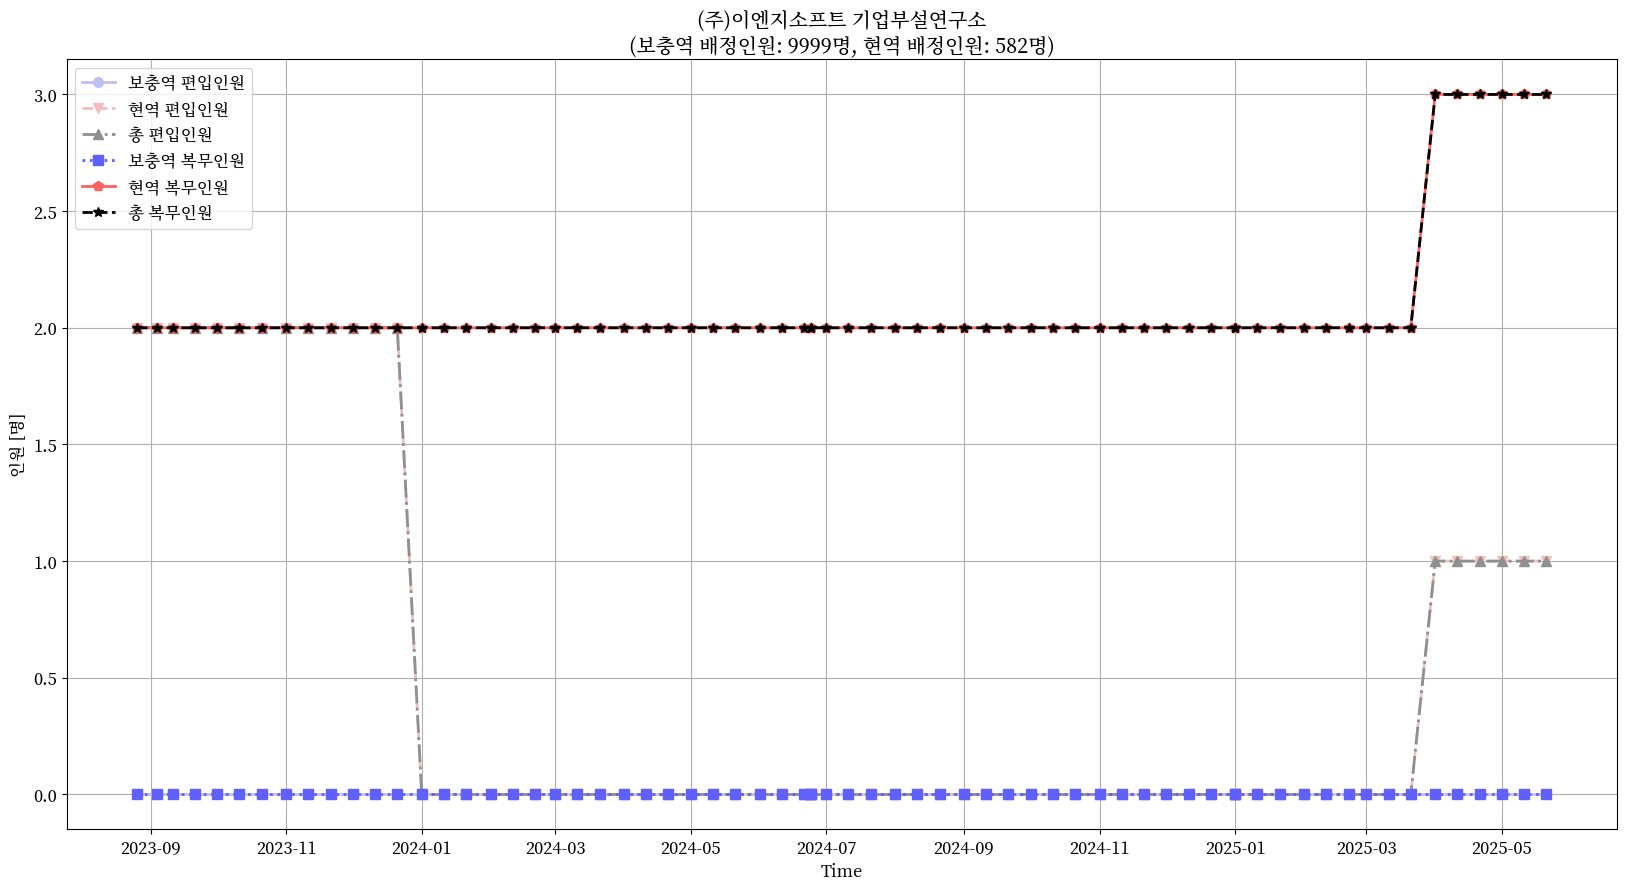 (주)이엔지소프트 기업부설연구소
(보충역 배정인원: 9999명, 현역 배정인원: 582명)
보충역 편입인원
현역 편입인원
총 편입인원
보충역 복무인원
현역 복무인원
총 복무인원
3.0
2.5
2.0
1.5
1.0
0.5
0.0
인원 [명]
2023-09
2023-11
2024-01
2024-03
2024-05
2024-07
2024-09
2024-11
2025-01
2025-03
2025-05
Time